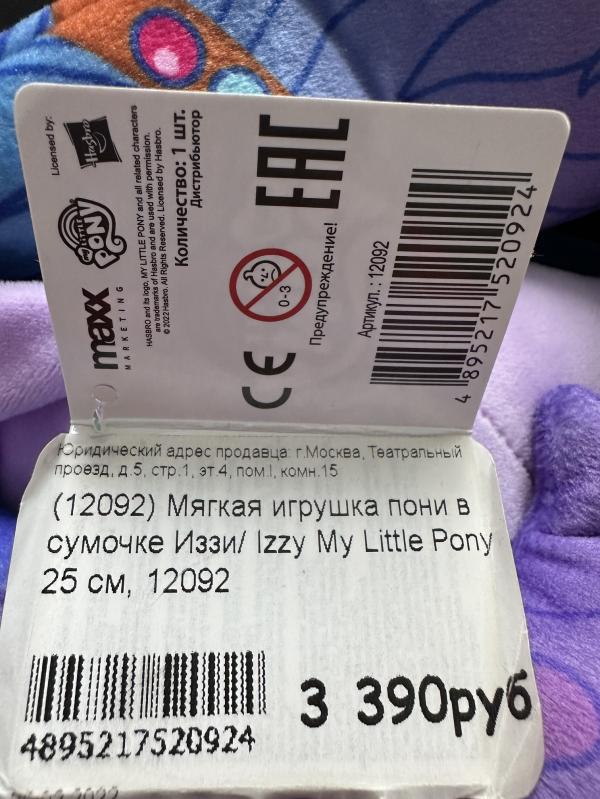 Licensed by:
Hasbro
MY LITTLE PONY
maxx
MARKETING
HASBRO and its logo, MY LITTLE PONY and all related characters
are trademarks of Hasbro and are used with permission.
© 2022 Hasbro. All Rights Reserved. Licensed by Hasbro.
Количество: 1 шт.
Дистрибьютор
EAC
0-3
CE
Предупреждение!
Артикул.: 12092
4 895217 520924
Юридический адрес продавца: г.Москва, Театральный
проезд, д.5, стр.1, эт.4, пом.I, комн.15
(12092) Мягкая игрушка пони в
сумочке Иззи/ Izzy My Little Pony
25 см, 12092
4895217520924
3 390руб